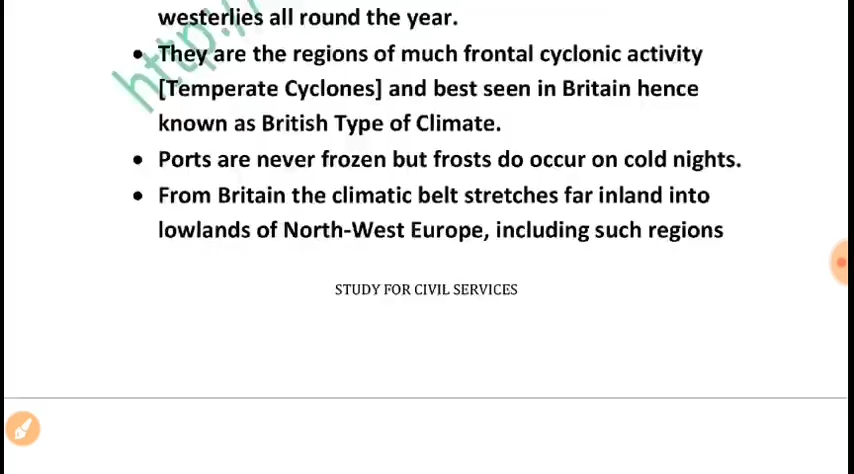 westerlies all round the year.
• They are the regions of much frontal cyclonic activity
[Temperate Cyclones] and best seen in Britain hence
known as British Type of Climate.
• Ports are never frozen but frosts do occur on cold nights.
• From Britain the climatic belt stretches far inland into
lowlands of North-West Europe, including such regions
STUDY FOR CIVIL SERVICES
http:/